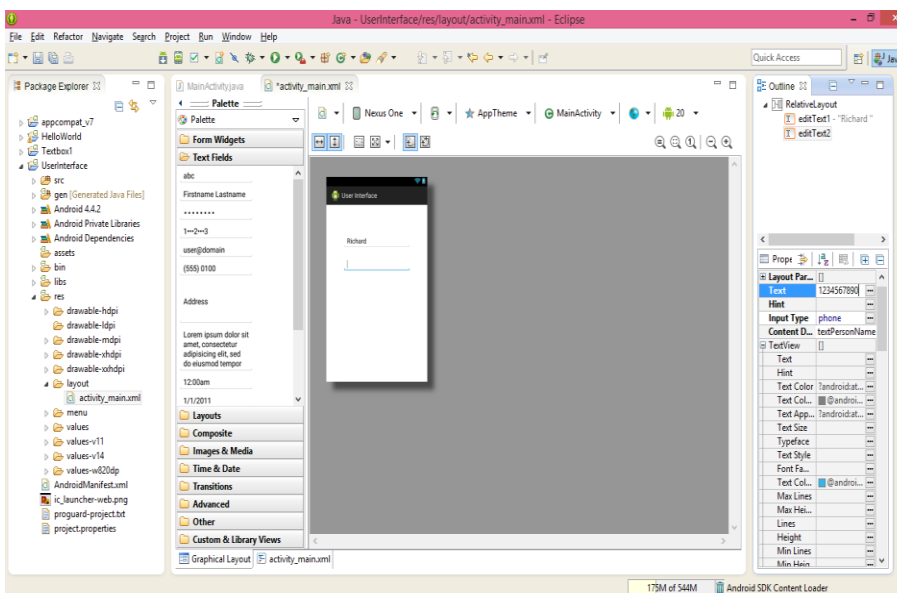 Java - UserInterface/res/layout/activity_main.xml - Eclipse
File Edit Refactor Navigate Search Project Run Window Help
Quick Access
Jav
Package Explorer
appcompat_v7
HelloWorld
Textbox1
UserInterface
src
gen [Generated Java Files]
Android 4.4.2
Android Private Libraries
Android Dependencies
assets
bin
libs
res
drawable-hdpi
drawable-ldpi
drawable-mdpi
drawable-xhdpi
drawable-xxhdpi
layout
activity_main.xml
menu
values
values-v11
values-v14
values-w820dp
AndroidManifest.xml
ic_launcher-web.png
proguard-project.txt
project.properties
MainActivity.java
*activity_main.xml
Palette
Palette
Form Widgets
Text Fields
abc
Firstname Lastname
••••••••
1•••2•••3
user@domain
(555) 0100
Address
Lorem ipsum dolor sit
amet, consectetur
adipisicing elit, sed
do eiusmod tempor
12:00am
1/1/2011
Layouts
Composite
Images & Media
Time & Date
Transitions
Advanced
Other
Custom & Library Views
Graphical Layout
activity_main.xml
Nexus One
AppTheme
MainActivity
20
User Interface
Richard
Outline
RelativeLayout
editText1 - "Richard "
editText2
Prope
Layout Par... []
Text 1234567890
Hint
Input Type phone
Content D... textPersonName
TextView []
Text
Hint
Text Color ?android:at...
Text Col... @androi...
Text App... ?android:at...
Text Size
Typeface
Text Style
Font Fa...
Text Col... @androi...
Max Lines
Max Hei...
Lines
Height
Min Lines
Min Heig
175M of 544M
Android SDK Content Loader